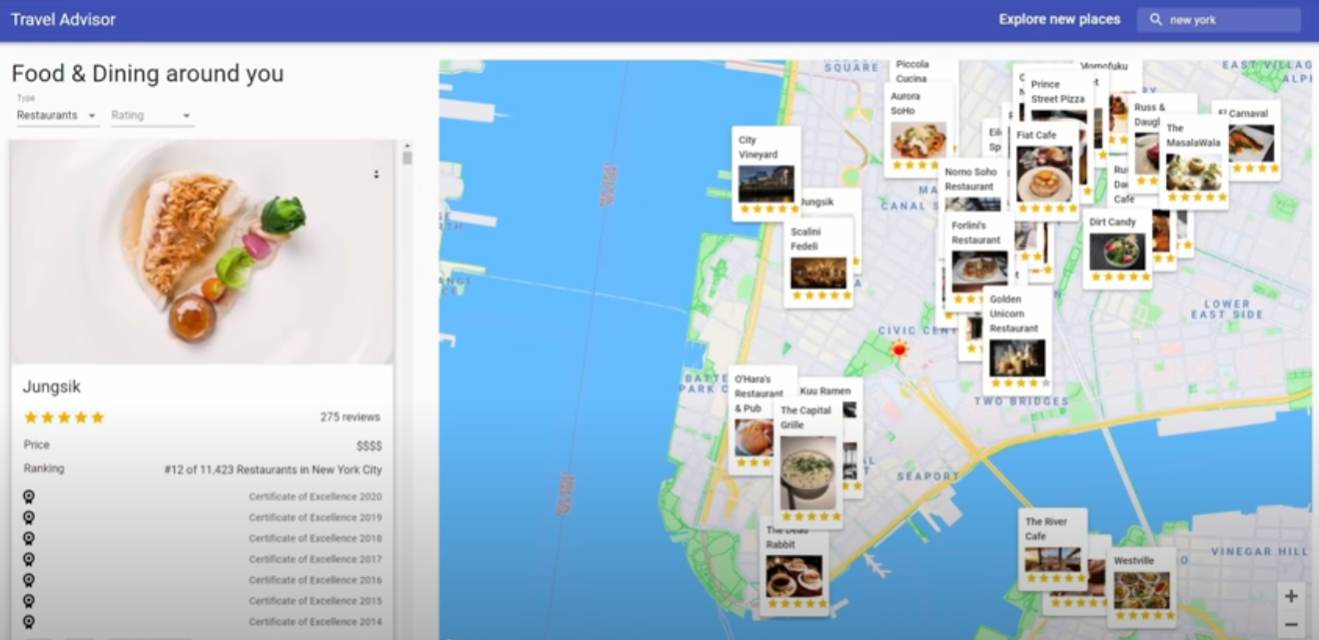 Travel Advisor
Explore new places
new york
Food & Dining around you
Type
Restaurants
Rating
Jungsik
275 reviews
Price
$$$$
Ranking
#12 of 11,423 Restaurants in New York City
Certificate of Excellence 2020
Certificate of Excellence 2019
Certificate of Excellence 2018
Certificate of Excellence 2017
Certificate of Excellence 2016
Certificate of Excellence 2015
Certificate of Excellence 2014
SQUARE
Piccola
Cucina
Aurora
SoHo
Momofuku
Prince
Street Pizza
EAST VILLAG
City
Vineyard
Fiat Cafe
Russ &
Daugl
The
MasalaWala
El Carnaval
Nomo Soho
Restaurant
CANAL
Jungsik
Scalini
Fedeli
Forlini's
Restaurant
Cafe
Dirt Candy
Golden
Unicorn
Restaurant
LOWER
EAST SIDE
CIVIC CENT
TWO BRIDGES
BATTE
PARK C
O'Hara's
Restaurant
& Pub
Kuu Ramen
The Capital
Grille
SEAPORT
The Dead
Rabbit
The River
Cafe
Westville
VINEGAR HILL
+
−